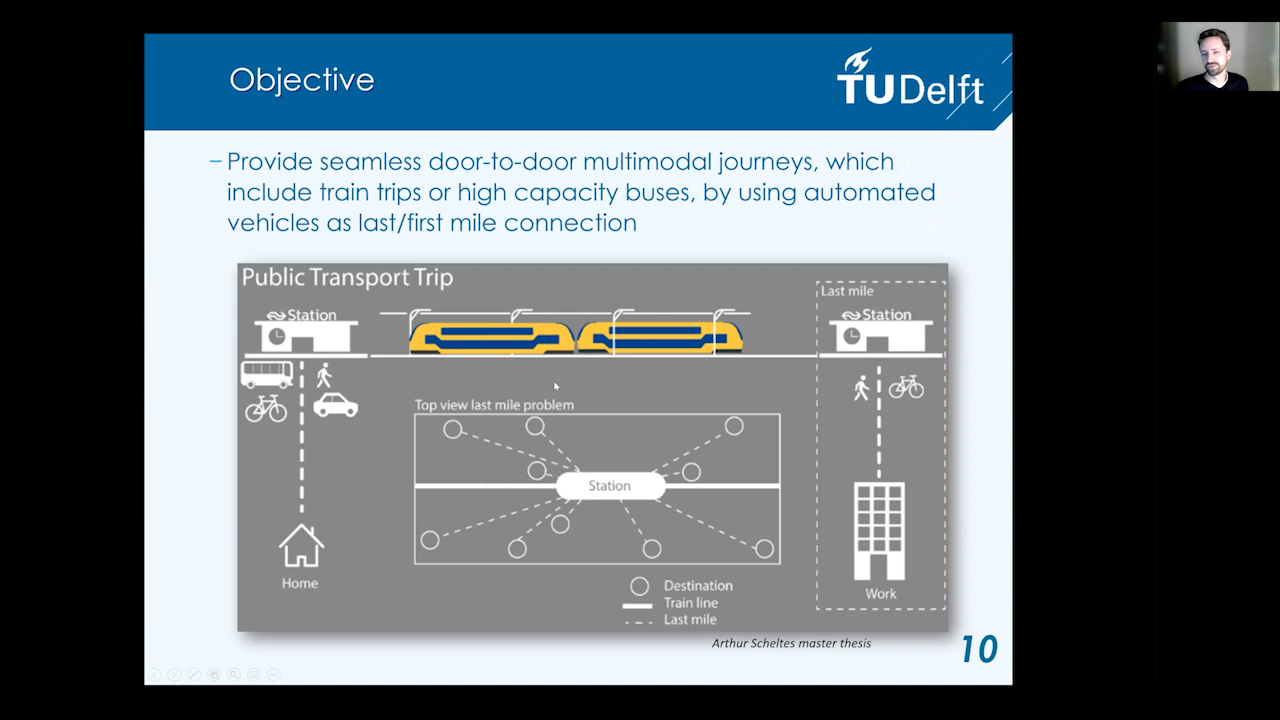 Objective
TU Delft
– Provide seamless door-to-door multimodal journeys, which
include train trips or high capacity buses, by using automated
vehicles as last/first mile connection
Public Transport Trip
Station
Last mile
Station
Top view last mile problem
Station
Home
Work
Destination
Train line
Last mile
Arthur Scheltes master thesis
10